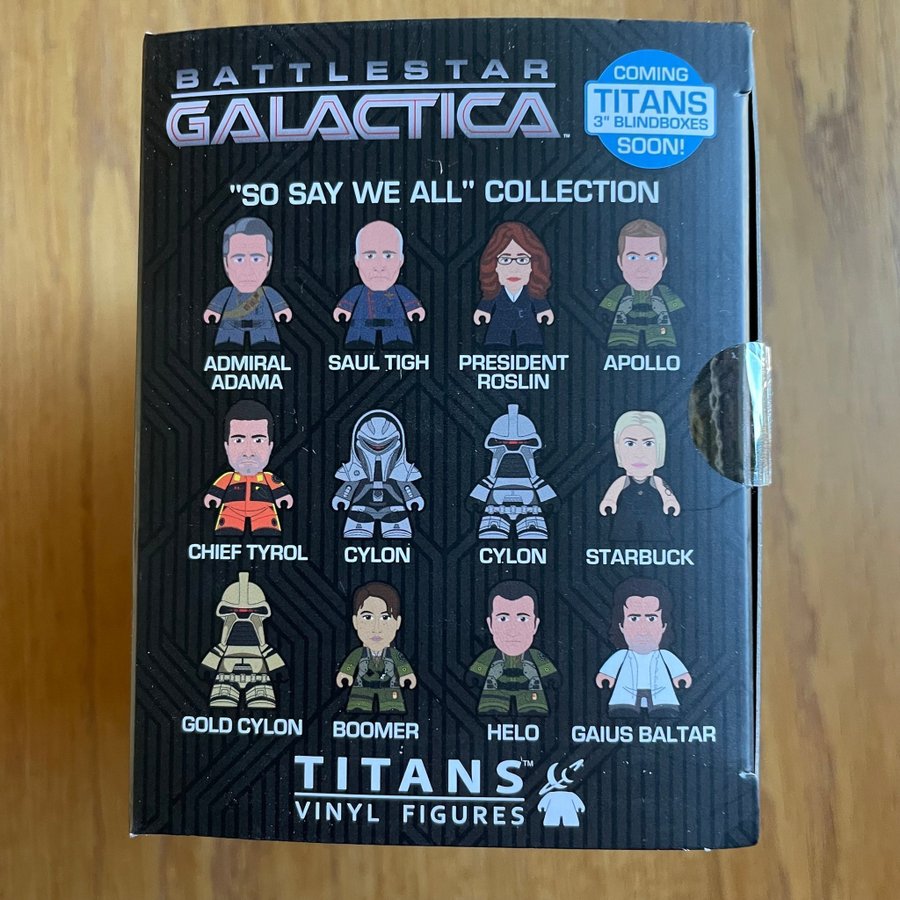 BATTLESTAR
GALACTICA™
COMING
TITANS
3" BLINDBOXES
SOON!
"SO SAY WE ALL" COLLECTION
ADMIRAL
ADAMA
SAUL TIGH
PRESIDENT
ROSLIN
APOLLO
CHIEF TYROL
CYLON
CYLON
STARBUCK
GOLD CYLON
BOOMER
HELO
GAIUS BALTAR
TITANS™
VINYL FIGURES